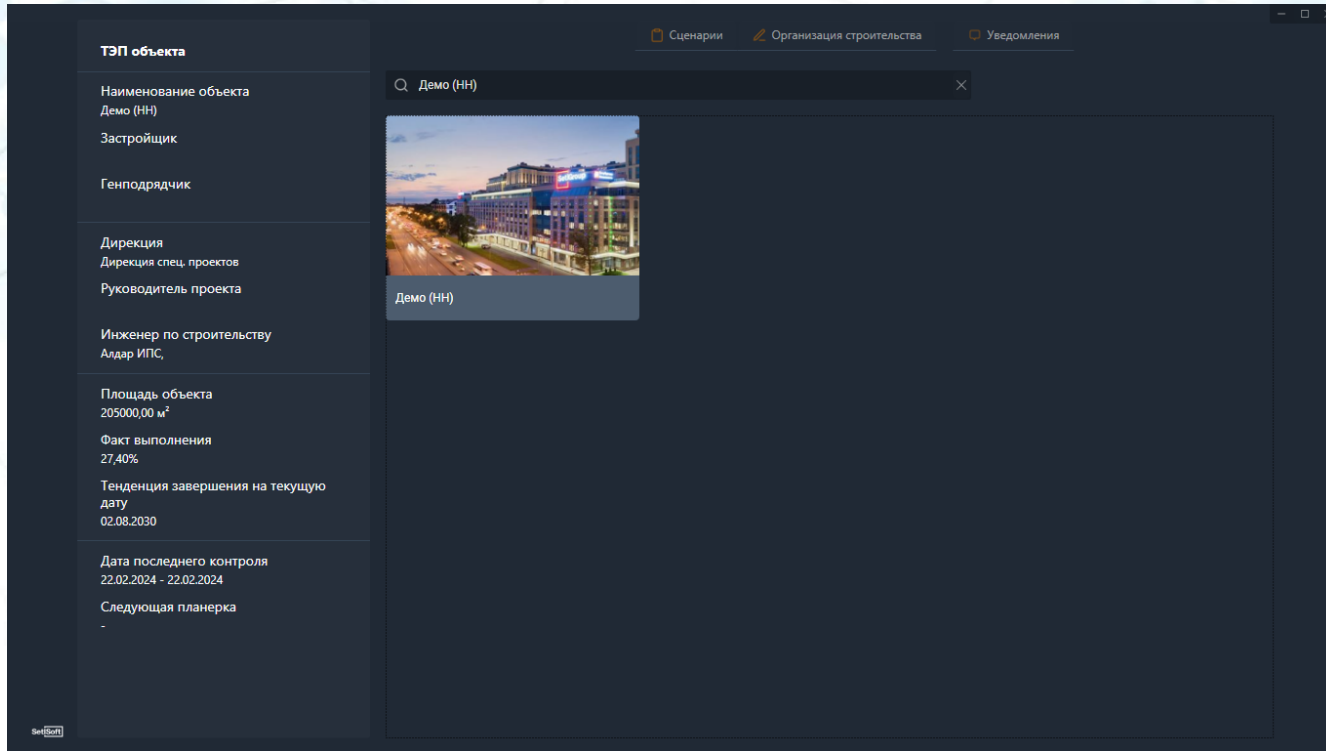 ТЭП объекта
Сценарии
Организация строительства
Уведомления
Демо (НН)
Наименование объекта
Демо (НН)
Застройщик
Генподрядчик
Дирекция
Дирекция спец. проектов
Руководитель проекта
Инженер по строительству
Алдар ИПС,
Площадь объекта
205000,00 м²
Факт выполнения
27,40%
Тенденция завершения на текущую
дату
02.08.2030
Дата последнего контроля
22.02.2024 - 22.02.2024
Следующая планерка
-
Демо (НН)
SetlSoft